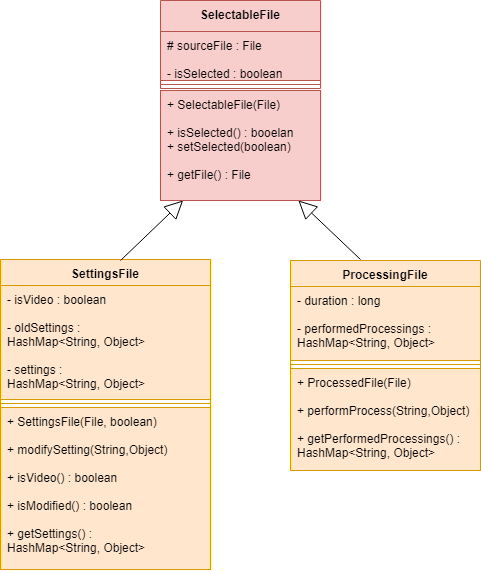 SelectableFile
# sourceFile : File
- isSelected : boolean
+ SelectableFile(File)
+ isSelected() : booelan
+ setSelected(boolean)
+ getFile() : File
SettingsFile
- isVideo : boolean
- oldSettings :
HashMap<String, Object>
- settings :
HashMap<String, Object>
+ SettingsFile(File, boolean)
+ modifySetting(String,Object)
+ isVideo() : boolean
+ isModified() : boolean
+ getSettings() :
HashMap<String, Object>
ProcessingFile
- duration : long
- performedProcessings :
HashMap<String, Object>
+ ProcessedFile(File)
+ performProcess(String,Object)
+ getPerformedProcessings() :
HashMap<String, Object>